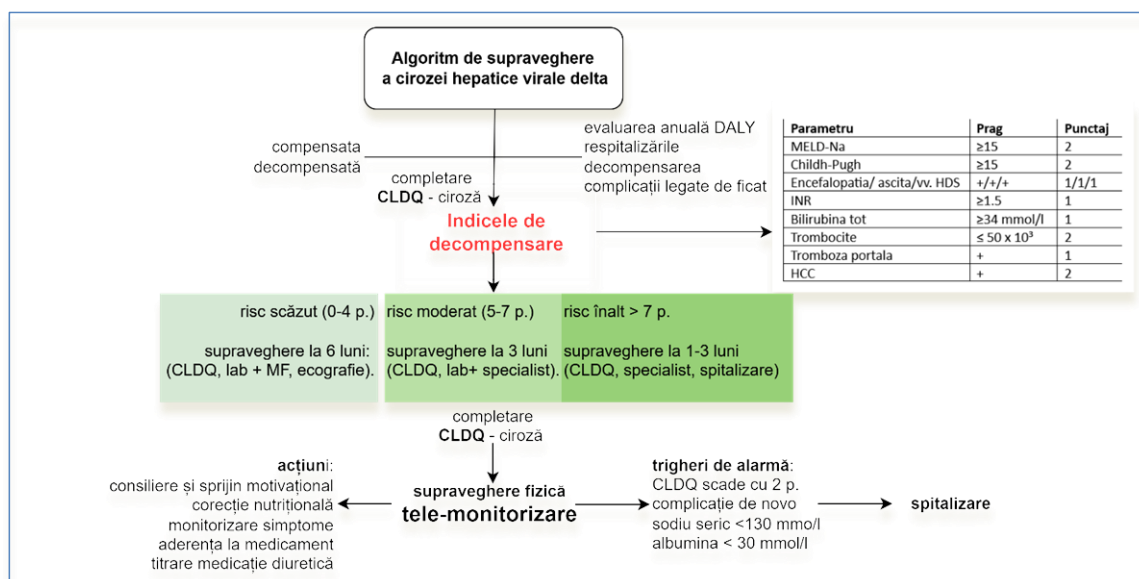 Algoritm de supraveghere
a cirozei hepatice virale delta
compensata
decompensată
evaluarea anuală DALY
respitalizările
decompensarea
complicații legate de ficat
completare
CLDQ - ciroză
Indicele de
decompensare
Parametru Prag Punctaj
MELD-Na ≥15 2
Childh-Pugh ≥15 2
Encefalopatia/ ascita/vv. HDS +/+/+ 1/1/1
INR ≥1.5 1
Bilirubina tot ≥34 mmol/l 1
Trombocite ≤ 50 x 10³ 2
Tromboza portala + 1
HCC + 2
risc scăzut (0-4 p.)
supraveghere la 6 luni:
(CLDQ, lab + MF, ecografie).
risc moderat (5-7 p.)
supraveghere la 3 luni
(CLDQ, lab+ specialist).
risc înalt > 7 p.
supraveghere la 1-3 luni
(CLDQ, specialist, spitalizare)
completare
CLDQ - ciroză
acțiuni:
consiliere și sprijin motivațional
corecție nutrițională
monitorizare simptome
aderența la medicament
titrare medicație diuretică
supraveghere fizică
tele-monitorizare
trigheri de alarmă:
CLDQ scade cu 2 p.
complicație de novo
sodiu seric <130 mmo/l
albumina < 30 mmol/l
spitalizare